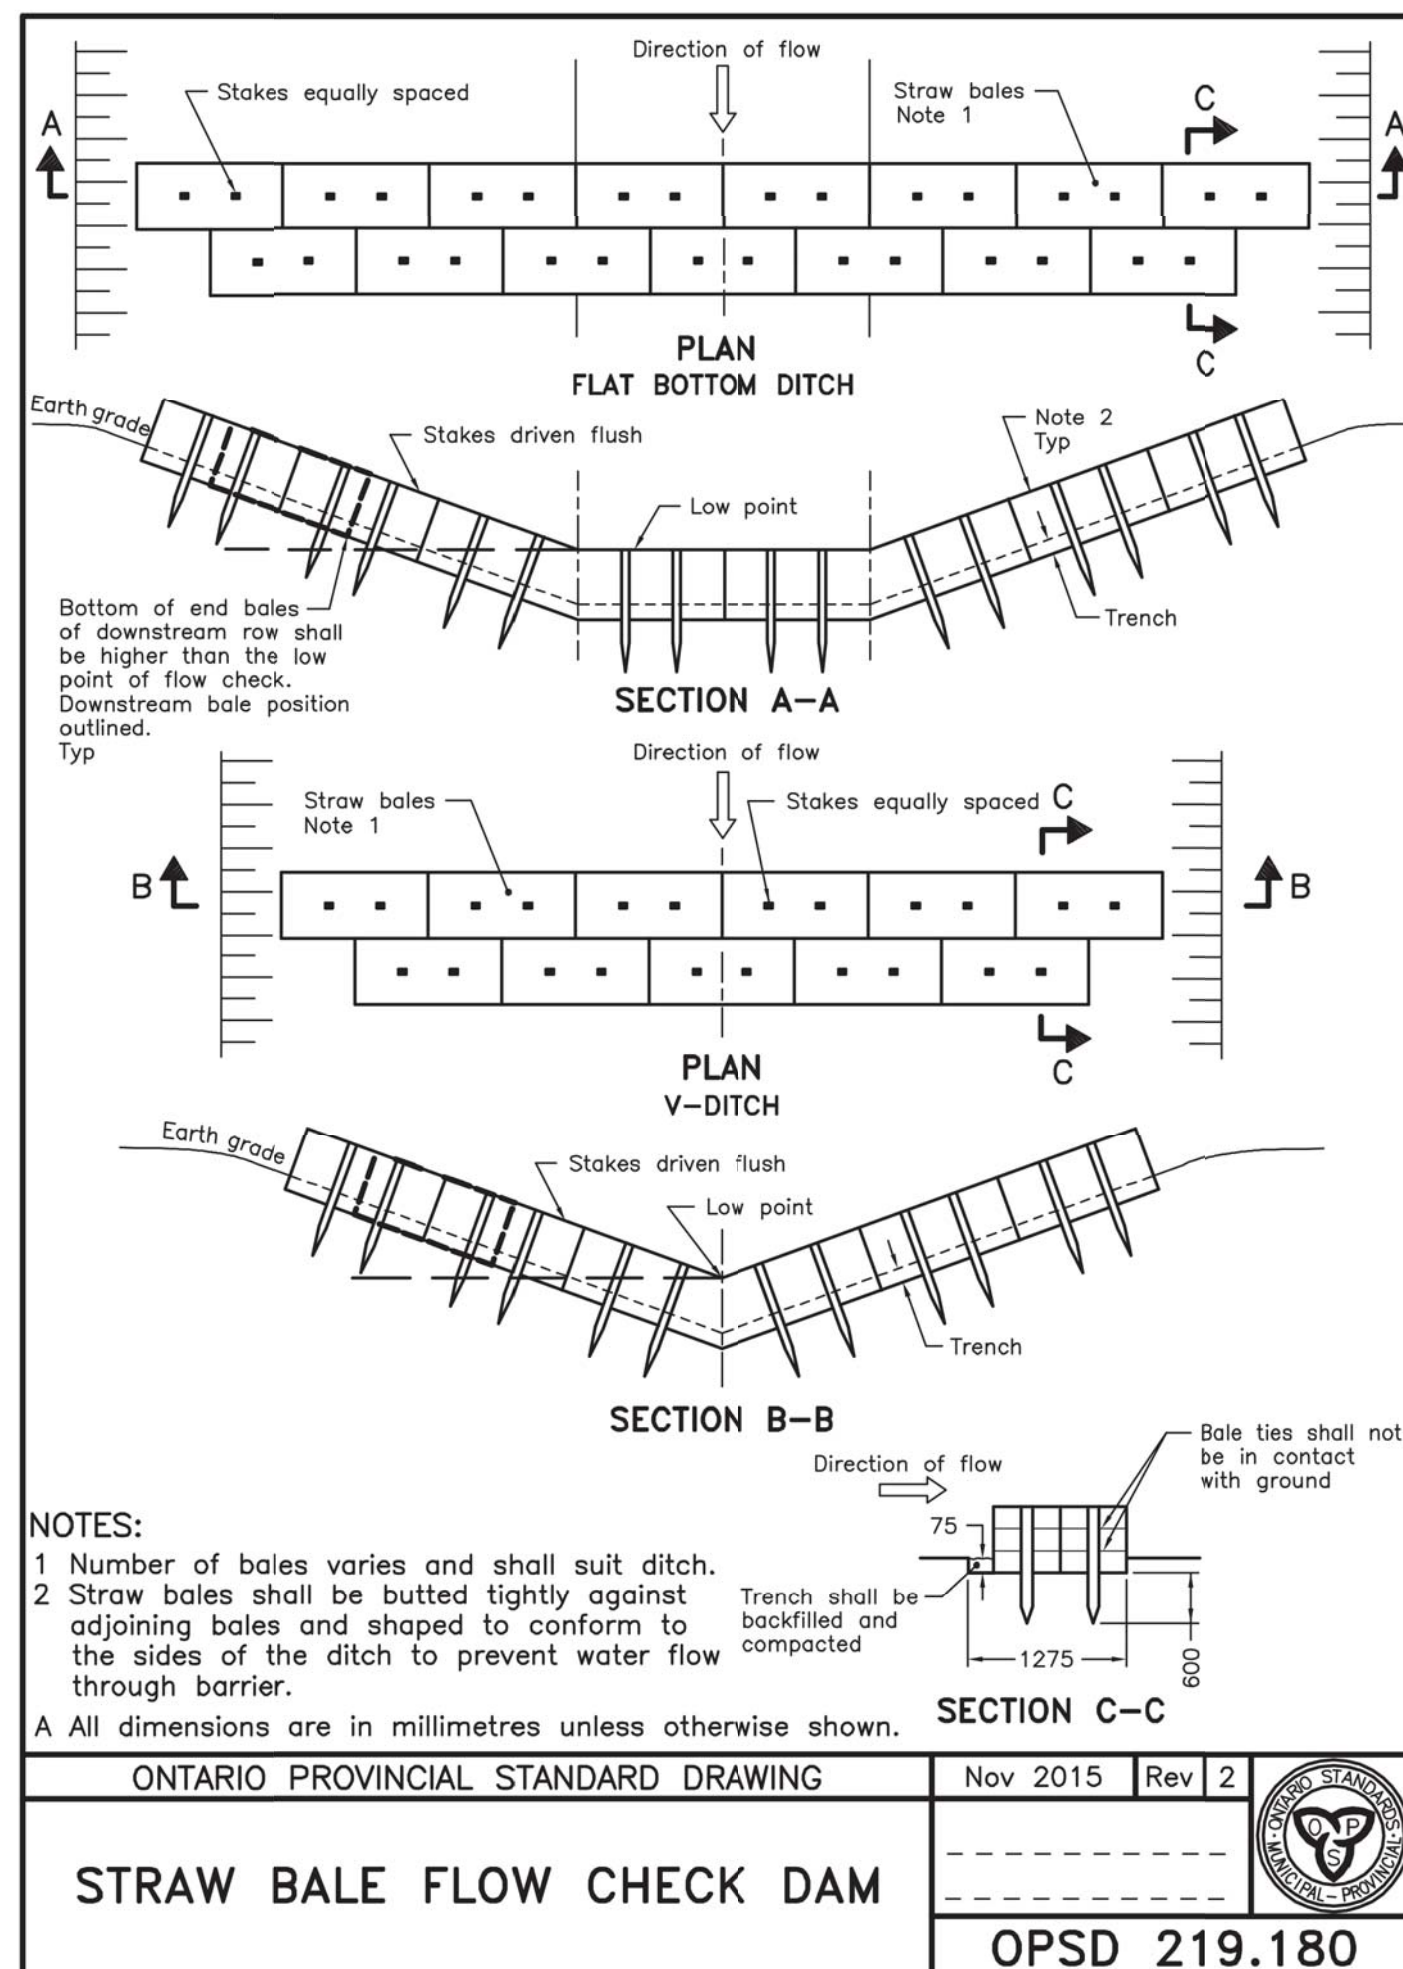 Direction of flow
Stakes equally spaced
Straw bales
Note 1
C
A
A
C
PLAN
FLAT BOTTOM DITCH
Earth grade
Stakes driven flush
Note 2
Typ
Low point
Trench
Bottom of end bales
of downstream row shall
be higher than the low
point of flow check.
Downstream bale position
outlined.
Typ
SECTION A-A
Direction of flow
Straw bales
Note 1
Stakes equally spaced
C
B
B
C
PLAN
V-DITCH
Earth grade
Stakes driven flush
Low point
Trench
SECTION B-B
Direction of flow
Bale ties shall not
be in contact
with ground
75
Trench shall be
backfilled and
compacted
1275
600
SECTION C-C
NOTES:
1 Number of bales varies and shall suit ditch.
2 Straw bales shall be butted tightly against
adjoining bales and shaped to conform to
the sides of the ditch to prevent water flow
through barrier.
A All dimensions are in millimetres unless otherwise shown.
ONTARIO PROVINCIAL STANDARD DRAWING
Nov 2015
Rev
2
STRAW BALE FLOW CHECK DAM
ONTARIO STANDARDS
MUNICIPAL-PROVINCIAL
O P S
OPSD 219.180